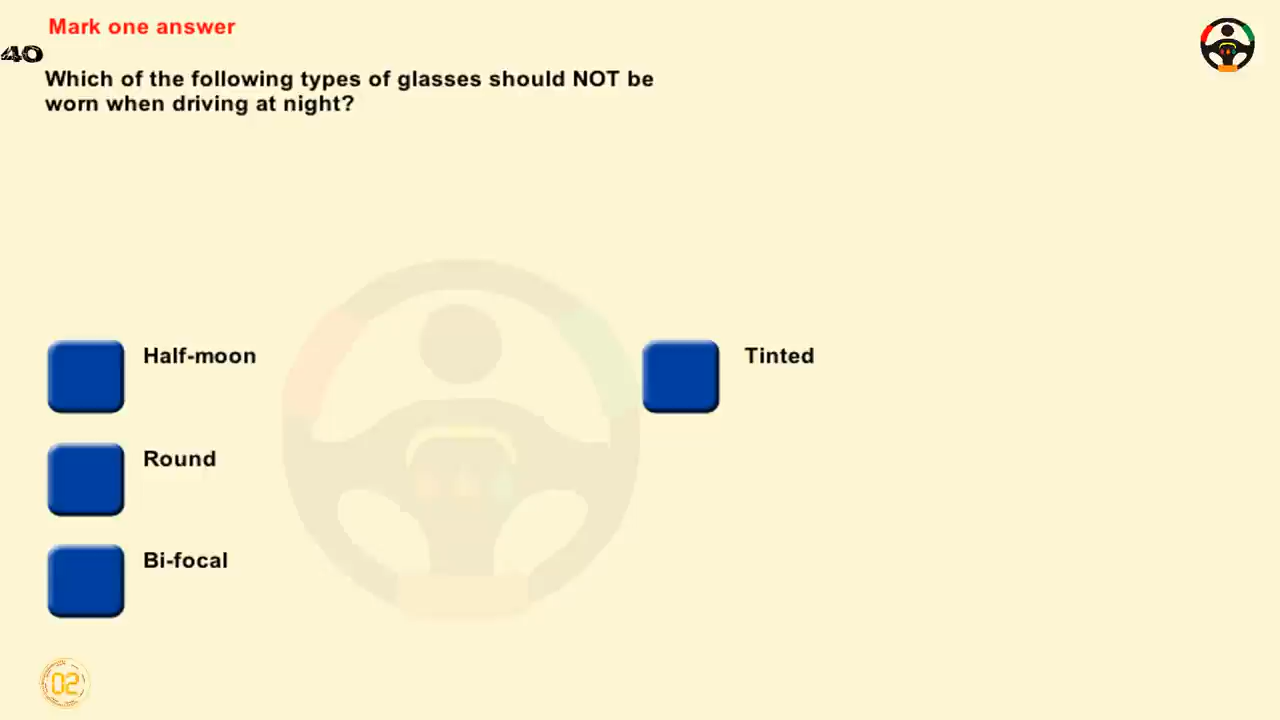 Mark one answer
40
Which of the following types of glasses should NOT be
worn when driving at night?
Half-moon
Tinted
Round
Bi-focal
02